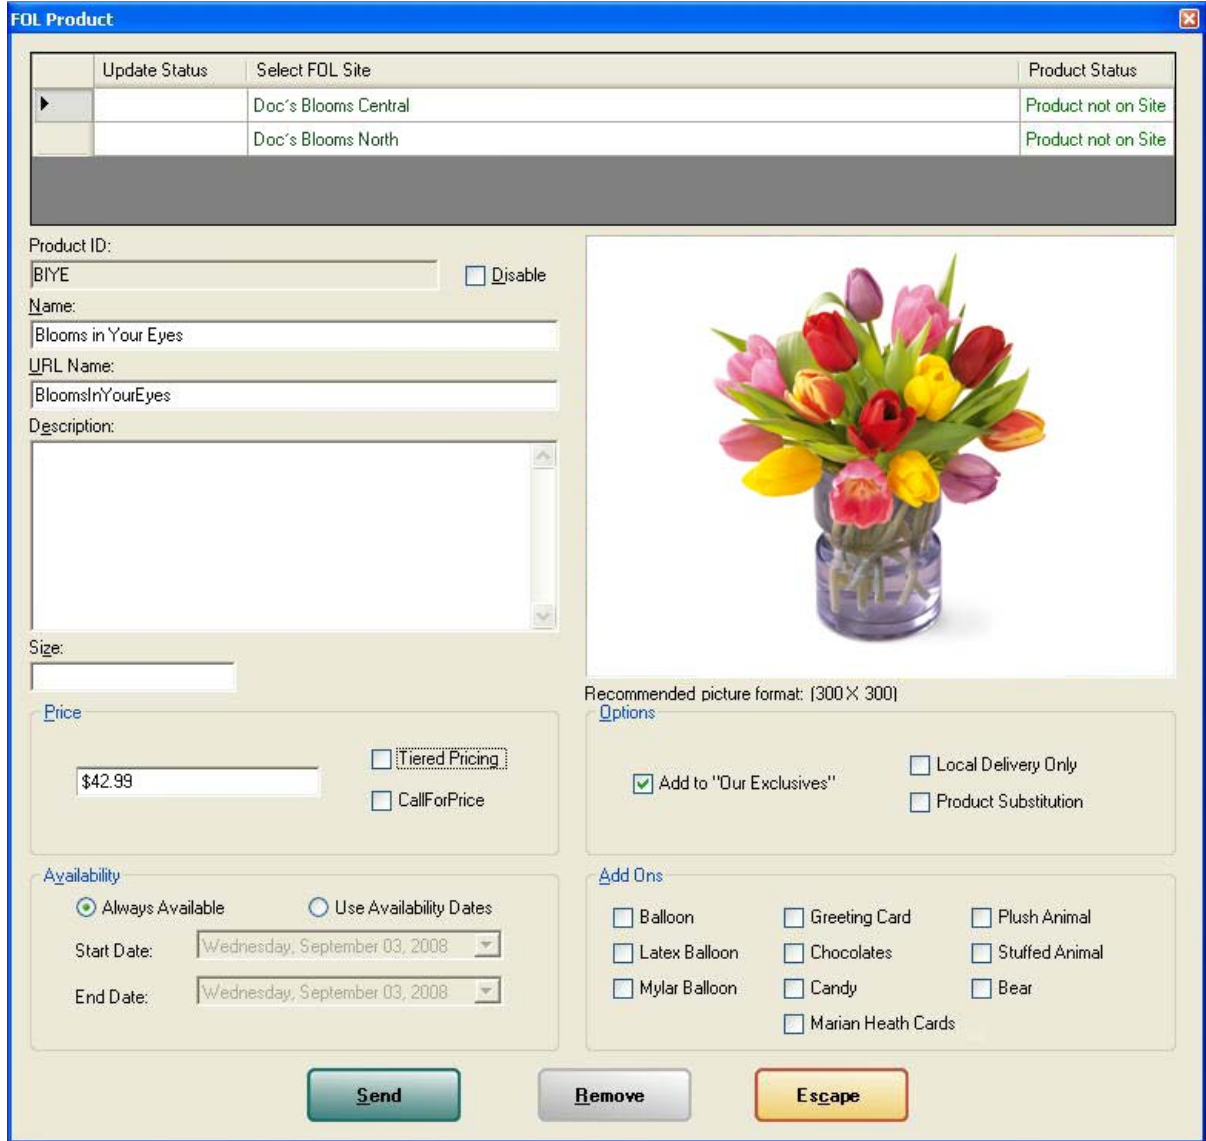 FOL Product
Update Status Select FOL Site Product Status
Doc´s Blooms Central Product not on Site
Doc´s Blooms North Product not on Site
Product ID:
BIYE Disable
Name:
Blooms in Your Eyes
URL Name:
BloomsInYourEyes
Description:
Size:
Recommended picture format: (300 X 300)
Price
Tiered Pricing
$42.99
CallForPrice
Options
Add to "Our Exclusives"
Local Delivery Only
Product Substitution
Availability
Always Available Use Availability Dates
Start Date: Wednesday, September 03, 2008
End Date: Wednesday, September 03, 2008
Add Ons
Balloon Greeting Card Plush Animal
Latex Balloon Chocolates Stuffed Animal
Mylar Balloon Candy Bear
Marian Heath Cards
Send Remove Escape